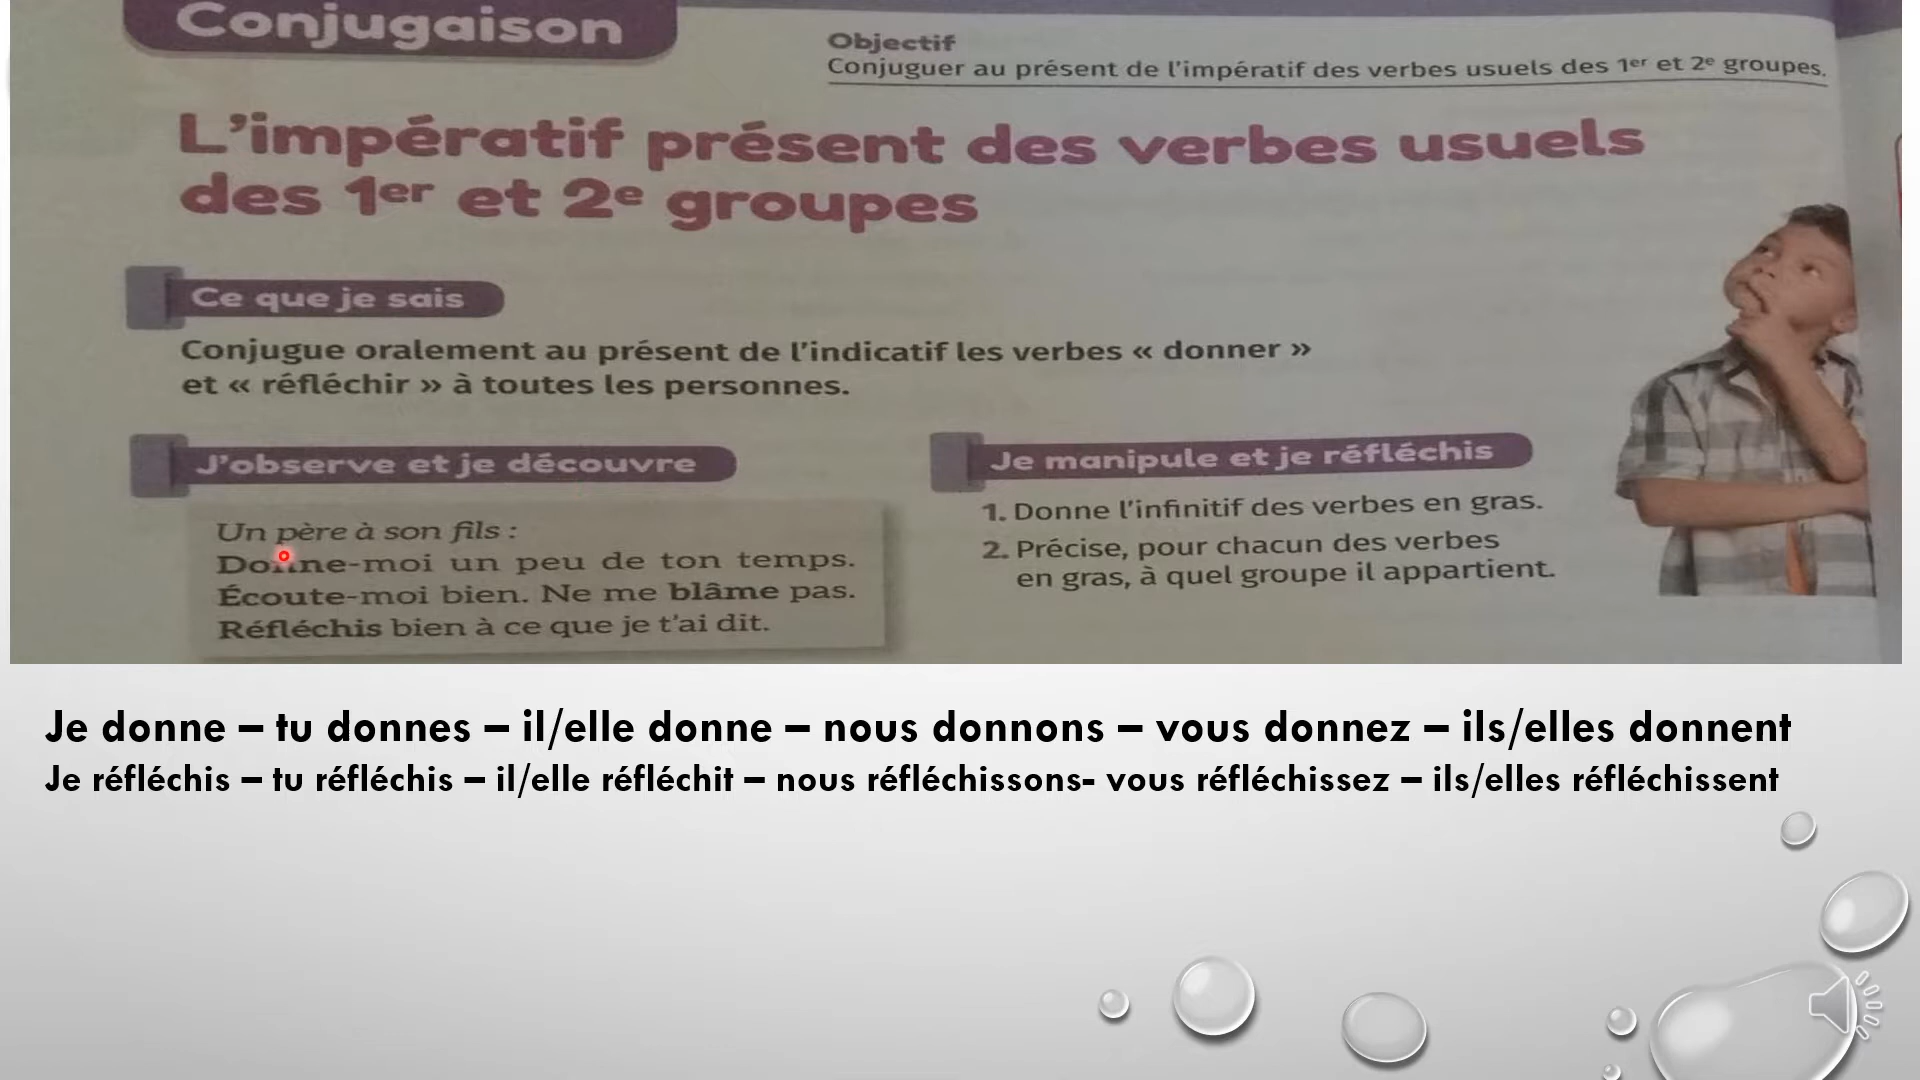 Conjugaison
Objectif
Conjuguer au présent de l'impératif des verbes usuels des 1er et 2e groupes.
L'impératif présent des verbes usuels
des 1er et 2e groupes
Ce que je sais
Conjugue oralement au présent de l'indicatif les verbes « donner »
et « réfléchir » à toutes les personnes.
J'observe et je découvre
Un père à son fils :
Donne-moi un peu de ton temps.
Écoute-moi bien. Ne me blâme pas.
Réfléchis bien à ce que je t'ai dit.
Je manipule et je réfléchis
1. Donne l'infinitif des verbes en gras.
2. Précise, pour chacun des verbes
en gras, à quel groupe il appartient.
Je donne – tu donnes – il/elle donne – nous donnons – vous donnez – ils/elles donnent
Je réfléchis – tu réfléchis – il/elle réfléchit – nous réfléchissons- vous réfléchissez – ils/elles réfléchissent